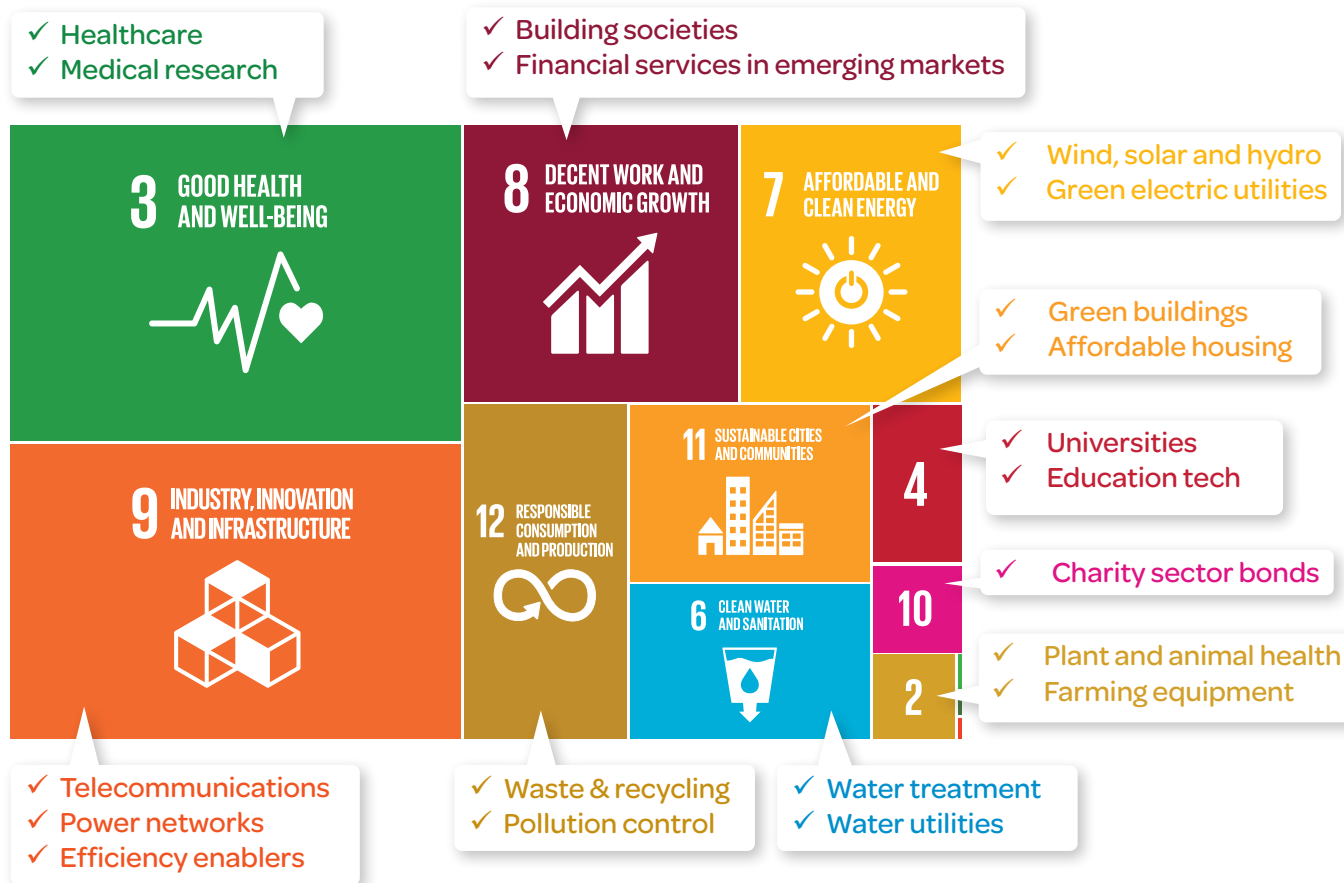 ✓ Healthcare
✓ Medical research
✓ Building societies
✓ Financial services in emerging markets
3 GOOD HEALTH
AND WELL-BEING
8 DECENT WORK AND
ECONOMIC GROWTH
7 AFFORDABLE AND
CLEAN ENERGY
✓ Wind, solar and hydro
✓ Green electric utilities
✓ Green buildings
✓ Affordable housing
9 INDUSTRY, INNOVATION
AND INFRASTRUCTURE
12 RESPONSIBLE
CONSUMPTION
AND PRODUCTION
11 SUSTAINABLE CITIES
AND COMMUNITIES
4
✓ Universities
✓ Education tech
6 CLEAN WATER
AND SANITATION
10
✓ Charity sector bonds
2
✓ Plant and animal health
✓ Farming equipment
✓ Telecommunications
✓ Power networks
✓ Efficiency enablers
✓ Waste & recycling
✓ Pollution control
✓ Water treatment
✓ Water utilities